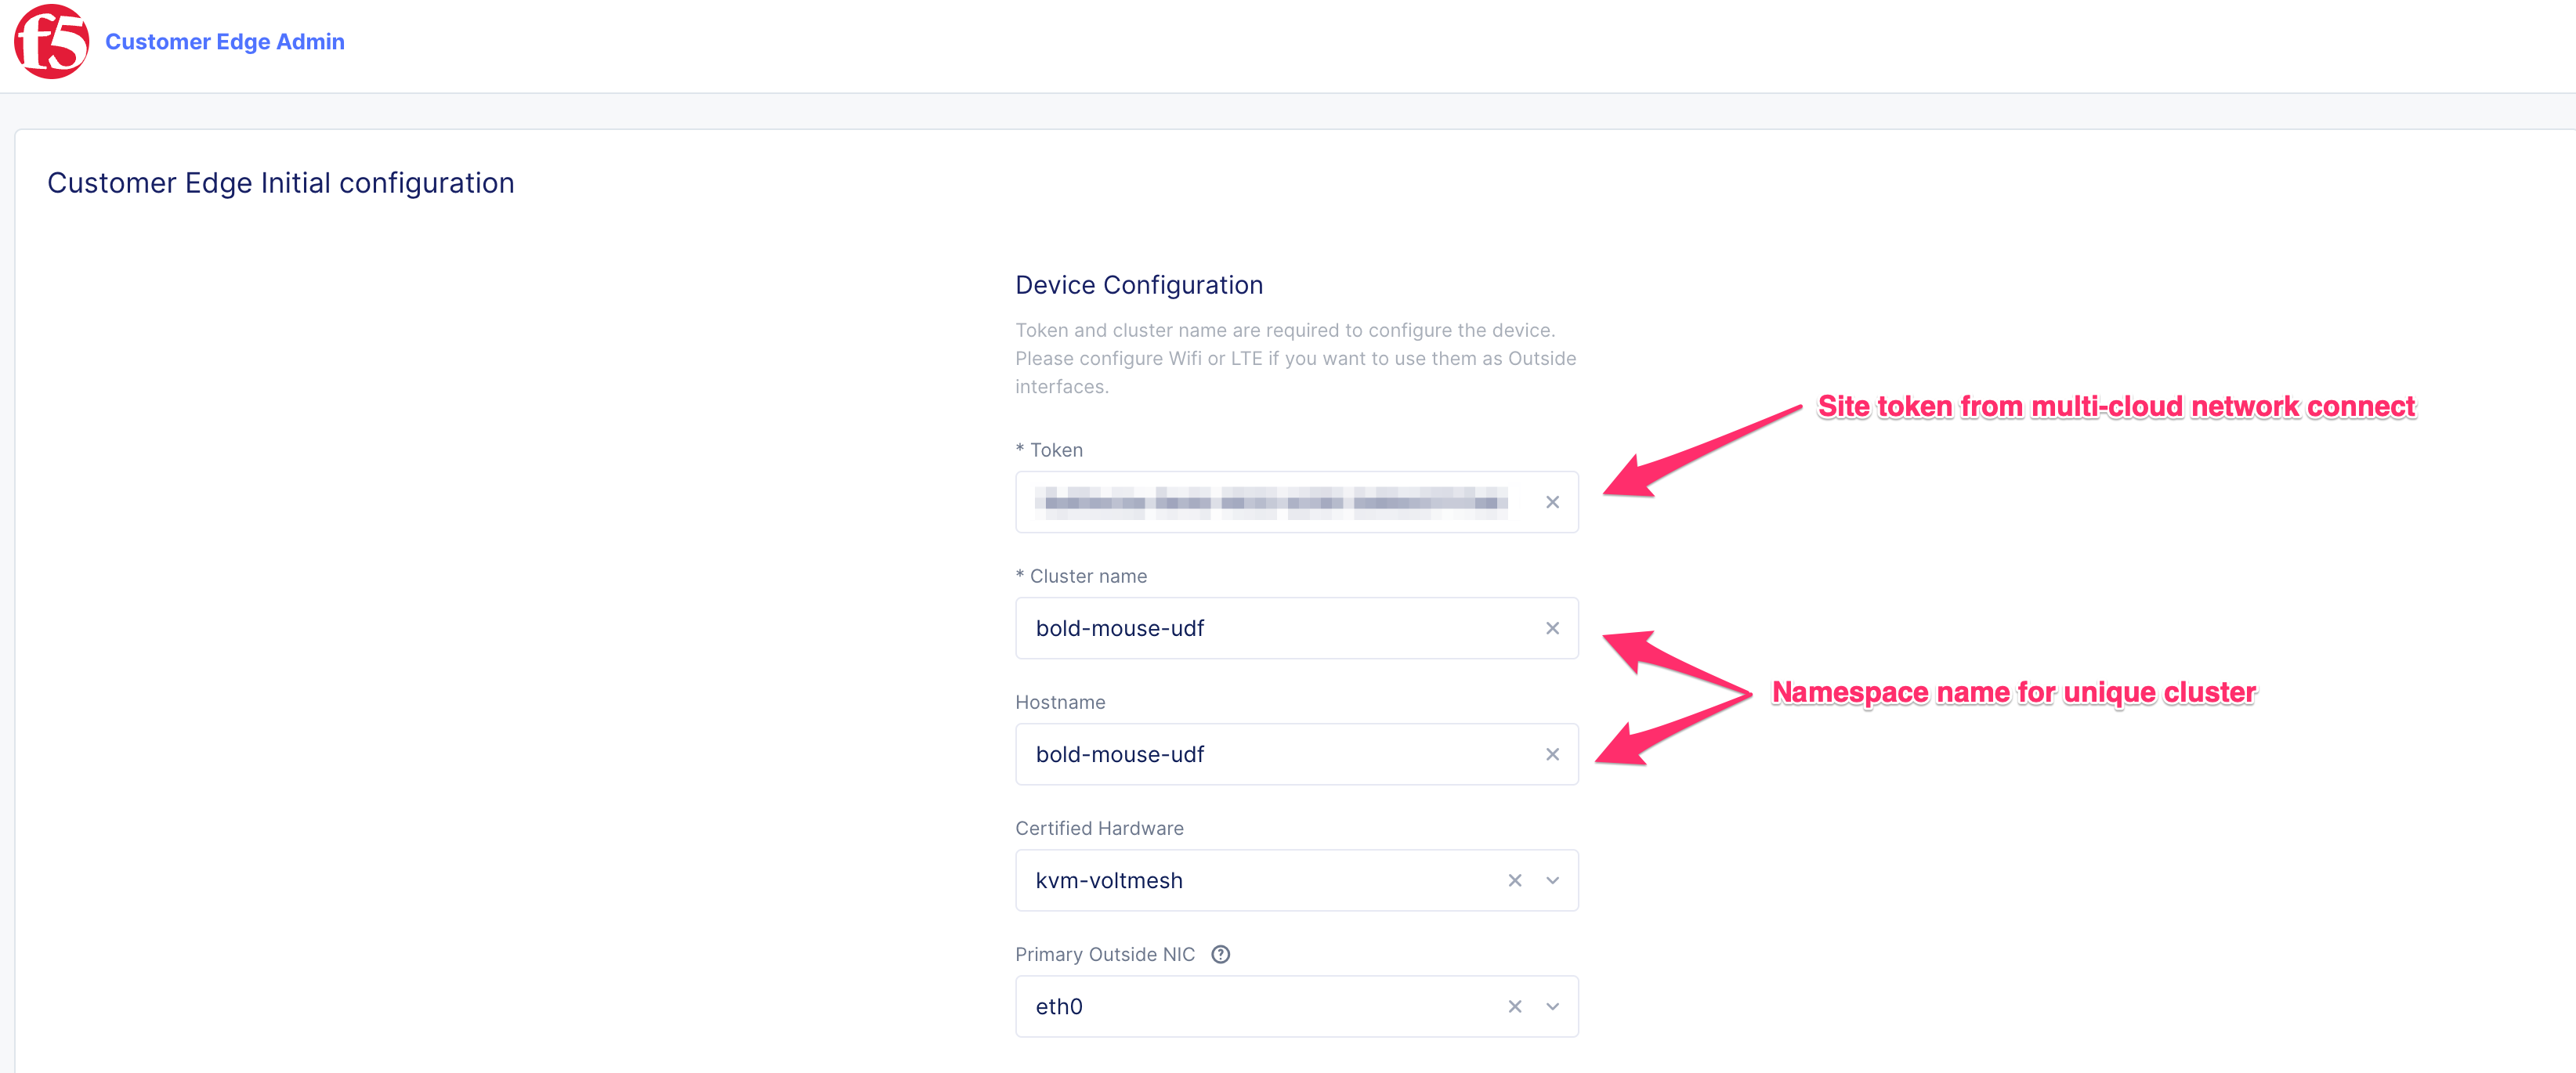 f5 Customer Edge Admin
Customer Edge Initial configuration
Device Configuration
Token and cluster name are required to configure the device.
Please configure Wifi or LTE if you want to use them as Outside
interfaces.
Site token from multi-cloud network connect
* Token
* Cluster name
bold-mouse-udf
Namespace name for unique cluster
Hostname
bold-mouse-udf
Certified Hardware
kvm-voltmesh
Primary Outside NIC ?
eth0